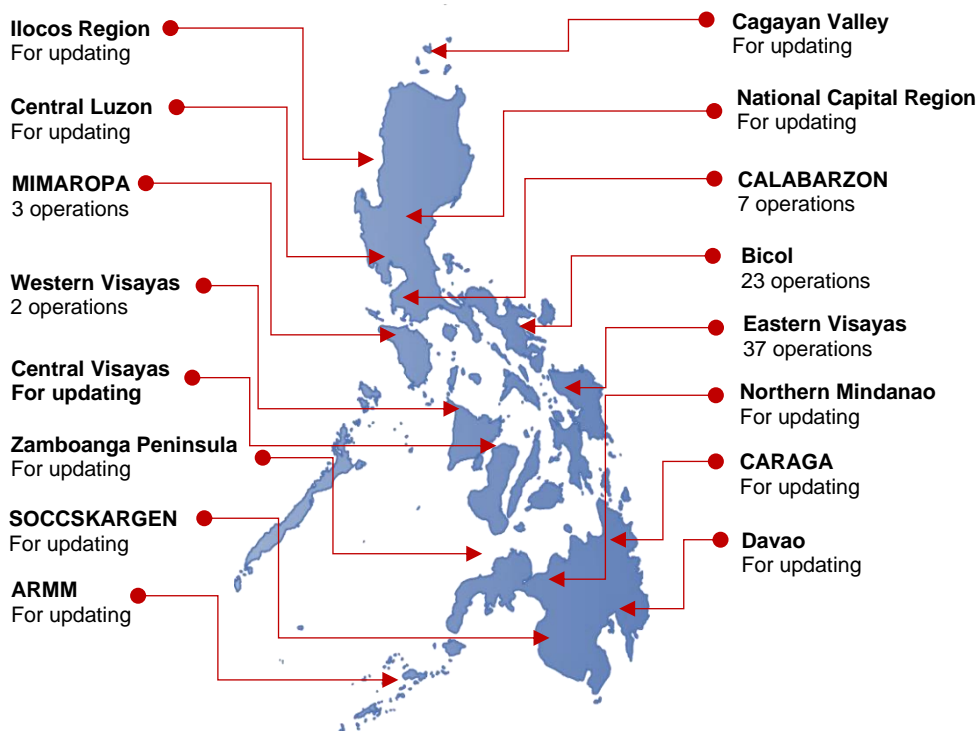 Ilocos Region
For updating
Central Luzon
For updating
MIMAROPA
3 operations
Western Visayas
2 operations
Central Visayas
For updating
Zamboanga Peninsula
For updating
SOCCSKARGEN
For updating
ARMM
For updating
Cagayan Valley
For updating
National Capital Region
For updating
CALABARZON
7 operations
Bicol
23 operations
Eastern Visayas
37 operations
Northern Mindanao
For updating
CARAGA
For updating
Davao
For updating